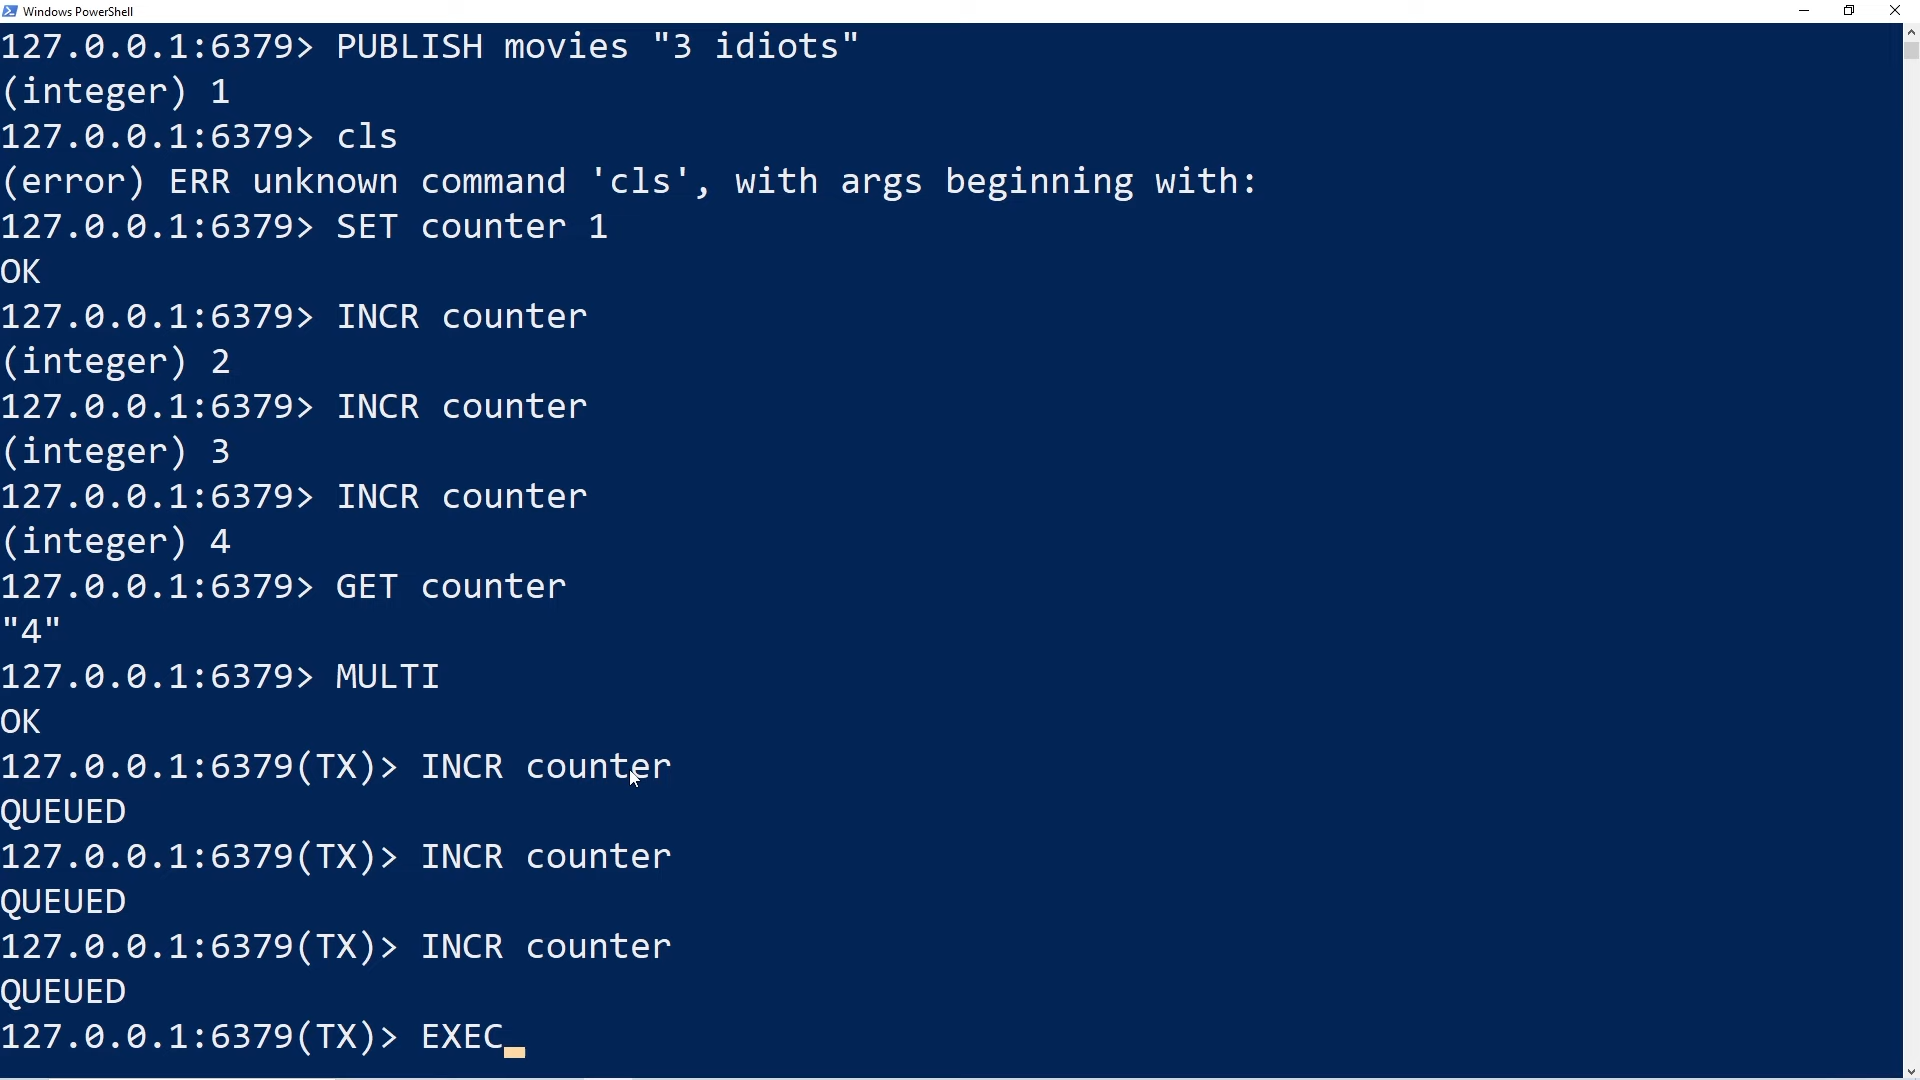 Windows PowerShell
127.0.0.1:6379> PUBLISH movies "3 idiots"
(integer) 1
127.0.0.1:6379> cls
(error) ERR unknown command 'cls', with args beginning with:
127.0.0.1:6379> SET counter 1
OK
127.0.0.1:6379> INCR counter
(integer) 2
127.0.0.1:6379> INCR counter
(integer) 3
127.0.0.1:6379> INCR counter
(integer) 4
127.0.0.1:6379> GET counter
"4"
127.0.0.1:6379> MULTI
OK
127.0.0.1:6379(TX)> INCR counter
QUEUED
127.0.0.1:6379(TX)> INCR counter
QUEUED
127.0.0.1:6379(TX)> INCR counter
QUEUED
127.0.0.1:6379(TX)> EXEC